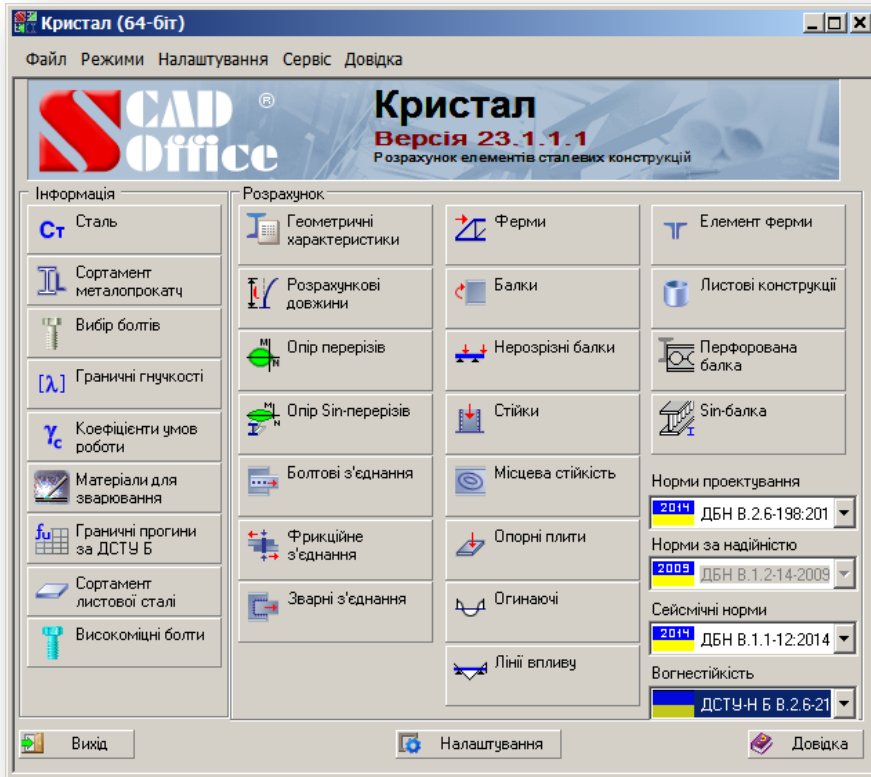 Кристал (64-біт)
Файл Режими Налаштування Сервіс Довідка
SCAD ®
Office
Кристал
Версія 23.1.1.1
Розрахунок елементів сталевих конструкцій
Інформація
Ст Сталь
Сортамент
металопрокату
Вибір болтів
[λ] Граничні гнучкості
γc Коефіцієнти умов
роботи
Матеріали для
зварювання
fu Граничні прогини
за ДСТУ Б
Сортамент
листової сталі
Високоміцні болти
Розрахунок
Геометричні
характеристики
Розрахункові
довжини
M N Опір перерізів
M N Опір Sin-перерізів
Болтові з'єднання
Фрикційне
з'єднання
Зварні з'єднання
Ферми
Балки
Нерозрізні балки
Стійки
Місцева стійкість
Опорні плити
Огинаючі
Лінії впливу
Елемент ферми
Листові конструкції
Перфорована
балка
Sin-балка
Норми проектування
2014 ДБН В.2.6-198:201
Норми за надійністю
2009 ДБН В.1.2-14-2009
Сейсмічні норми
2014 ДБН В.1.1-12:2014
Вогнестійкість
ДСТУ-Н Б В.2.6-21
Вихід
Налаштування
Довідка